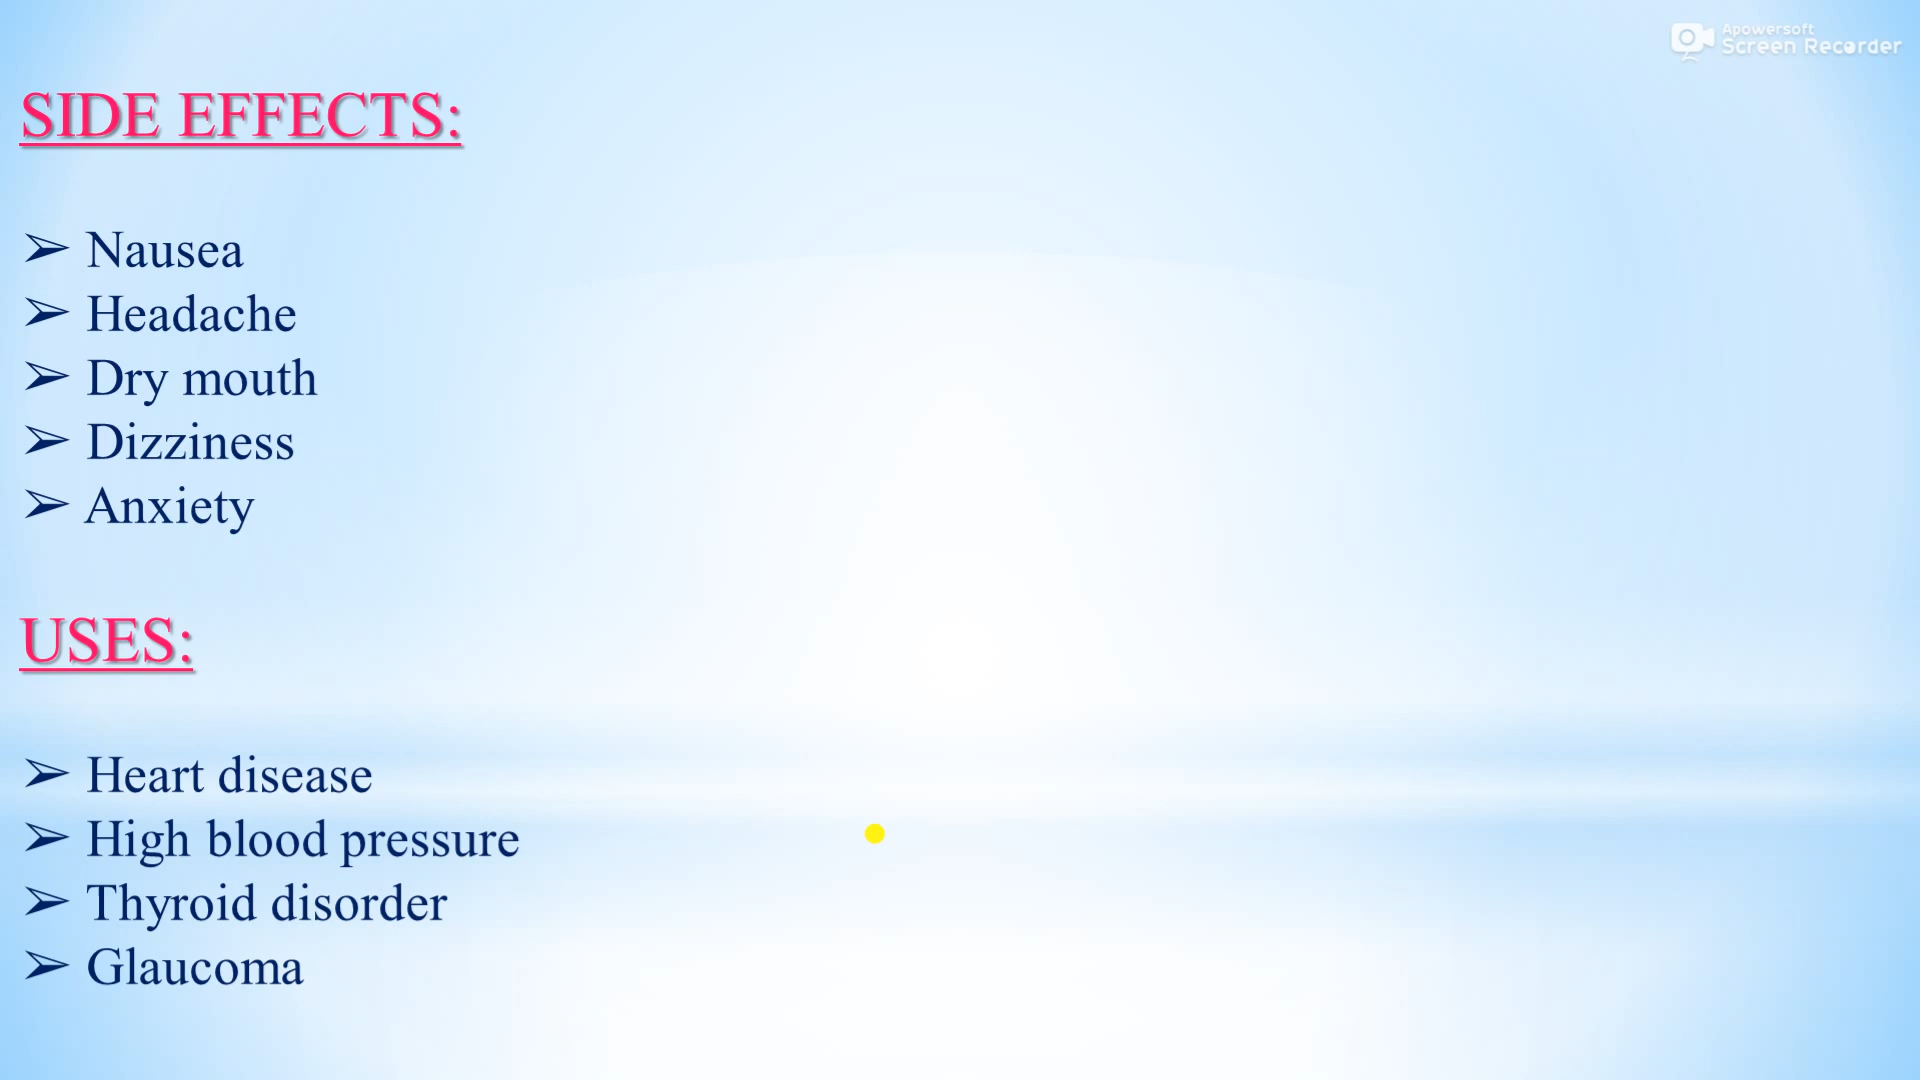 Apowersoft
Screen Recorder
SIDE EFFECTS:
➢ Nausea
➢ Headache
➢ Dry mouth
➢ Dizziness
➢ Anxiety
USES:
➢ Heart disease
➢ High blood pressure
➢ Thyroid disorder
➢ Glaucoma